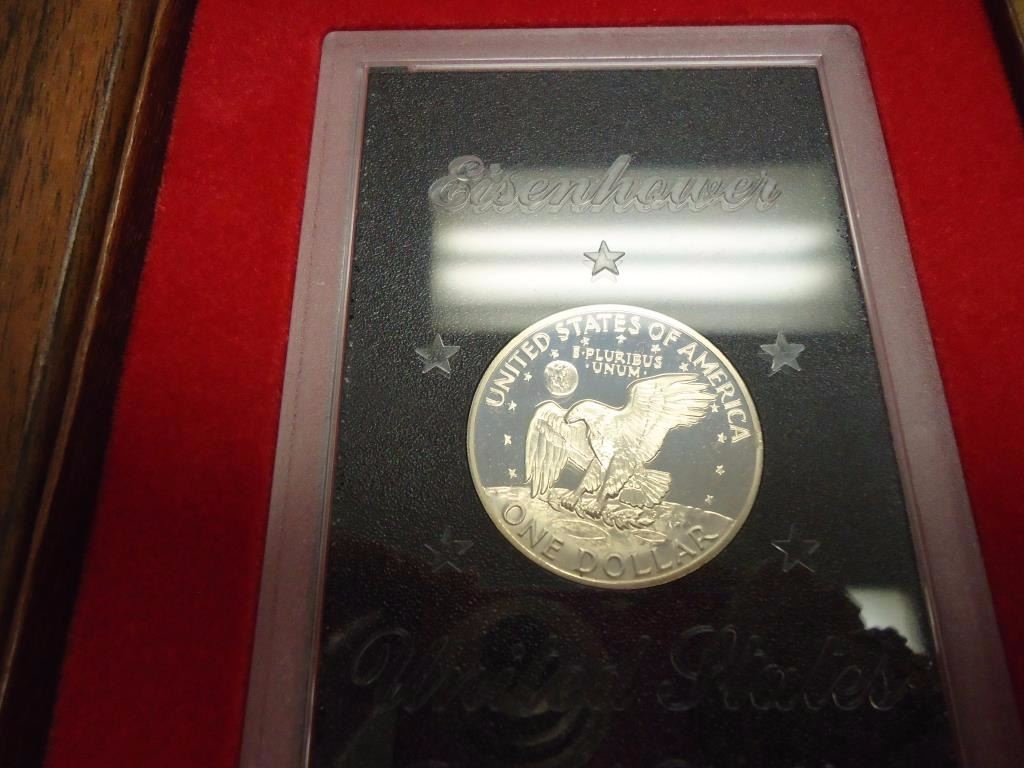 Eisenhower
UNITED STATES OF AMERICA
E·PLURIBUS
·UNUM·
ONE DOLLAR
United States